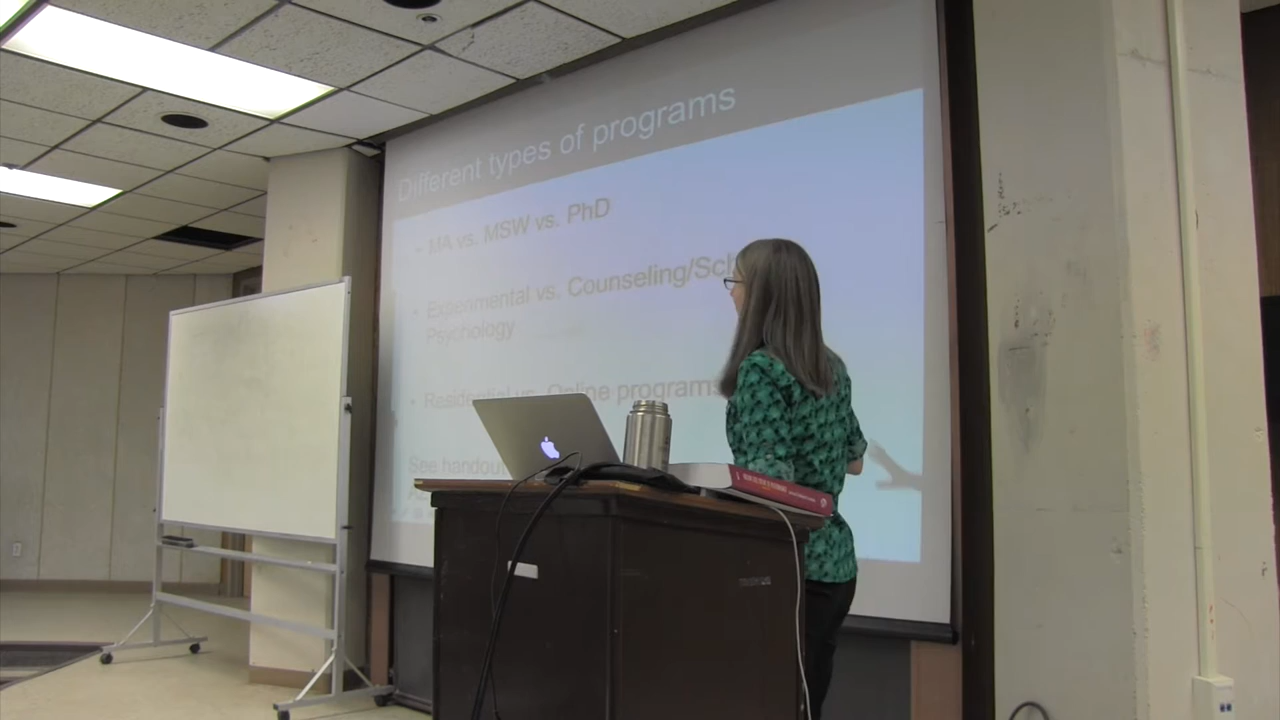 Different types of programs
- MA vs. MSW vs. PhD
• Experimental vs. Counseling/Sch
Psychology
• Residential vs. Online programs
See handou